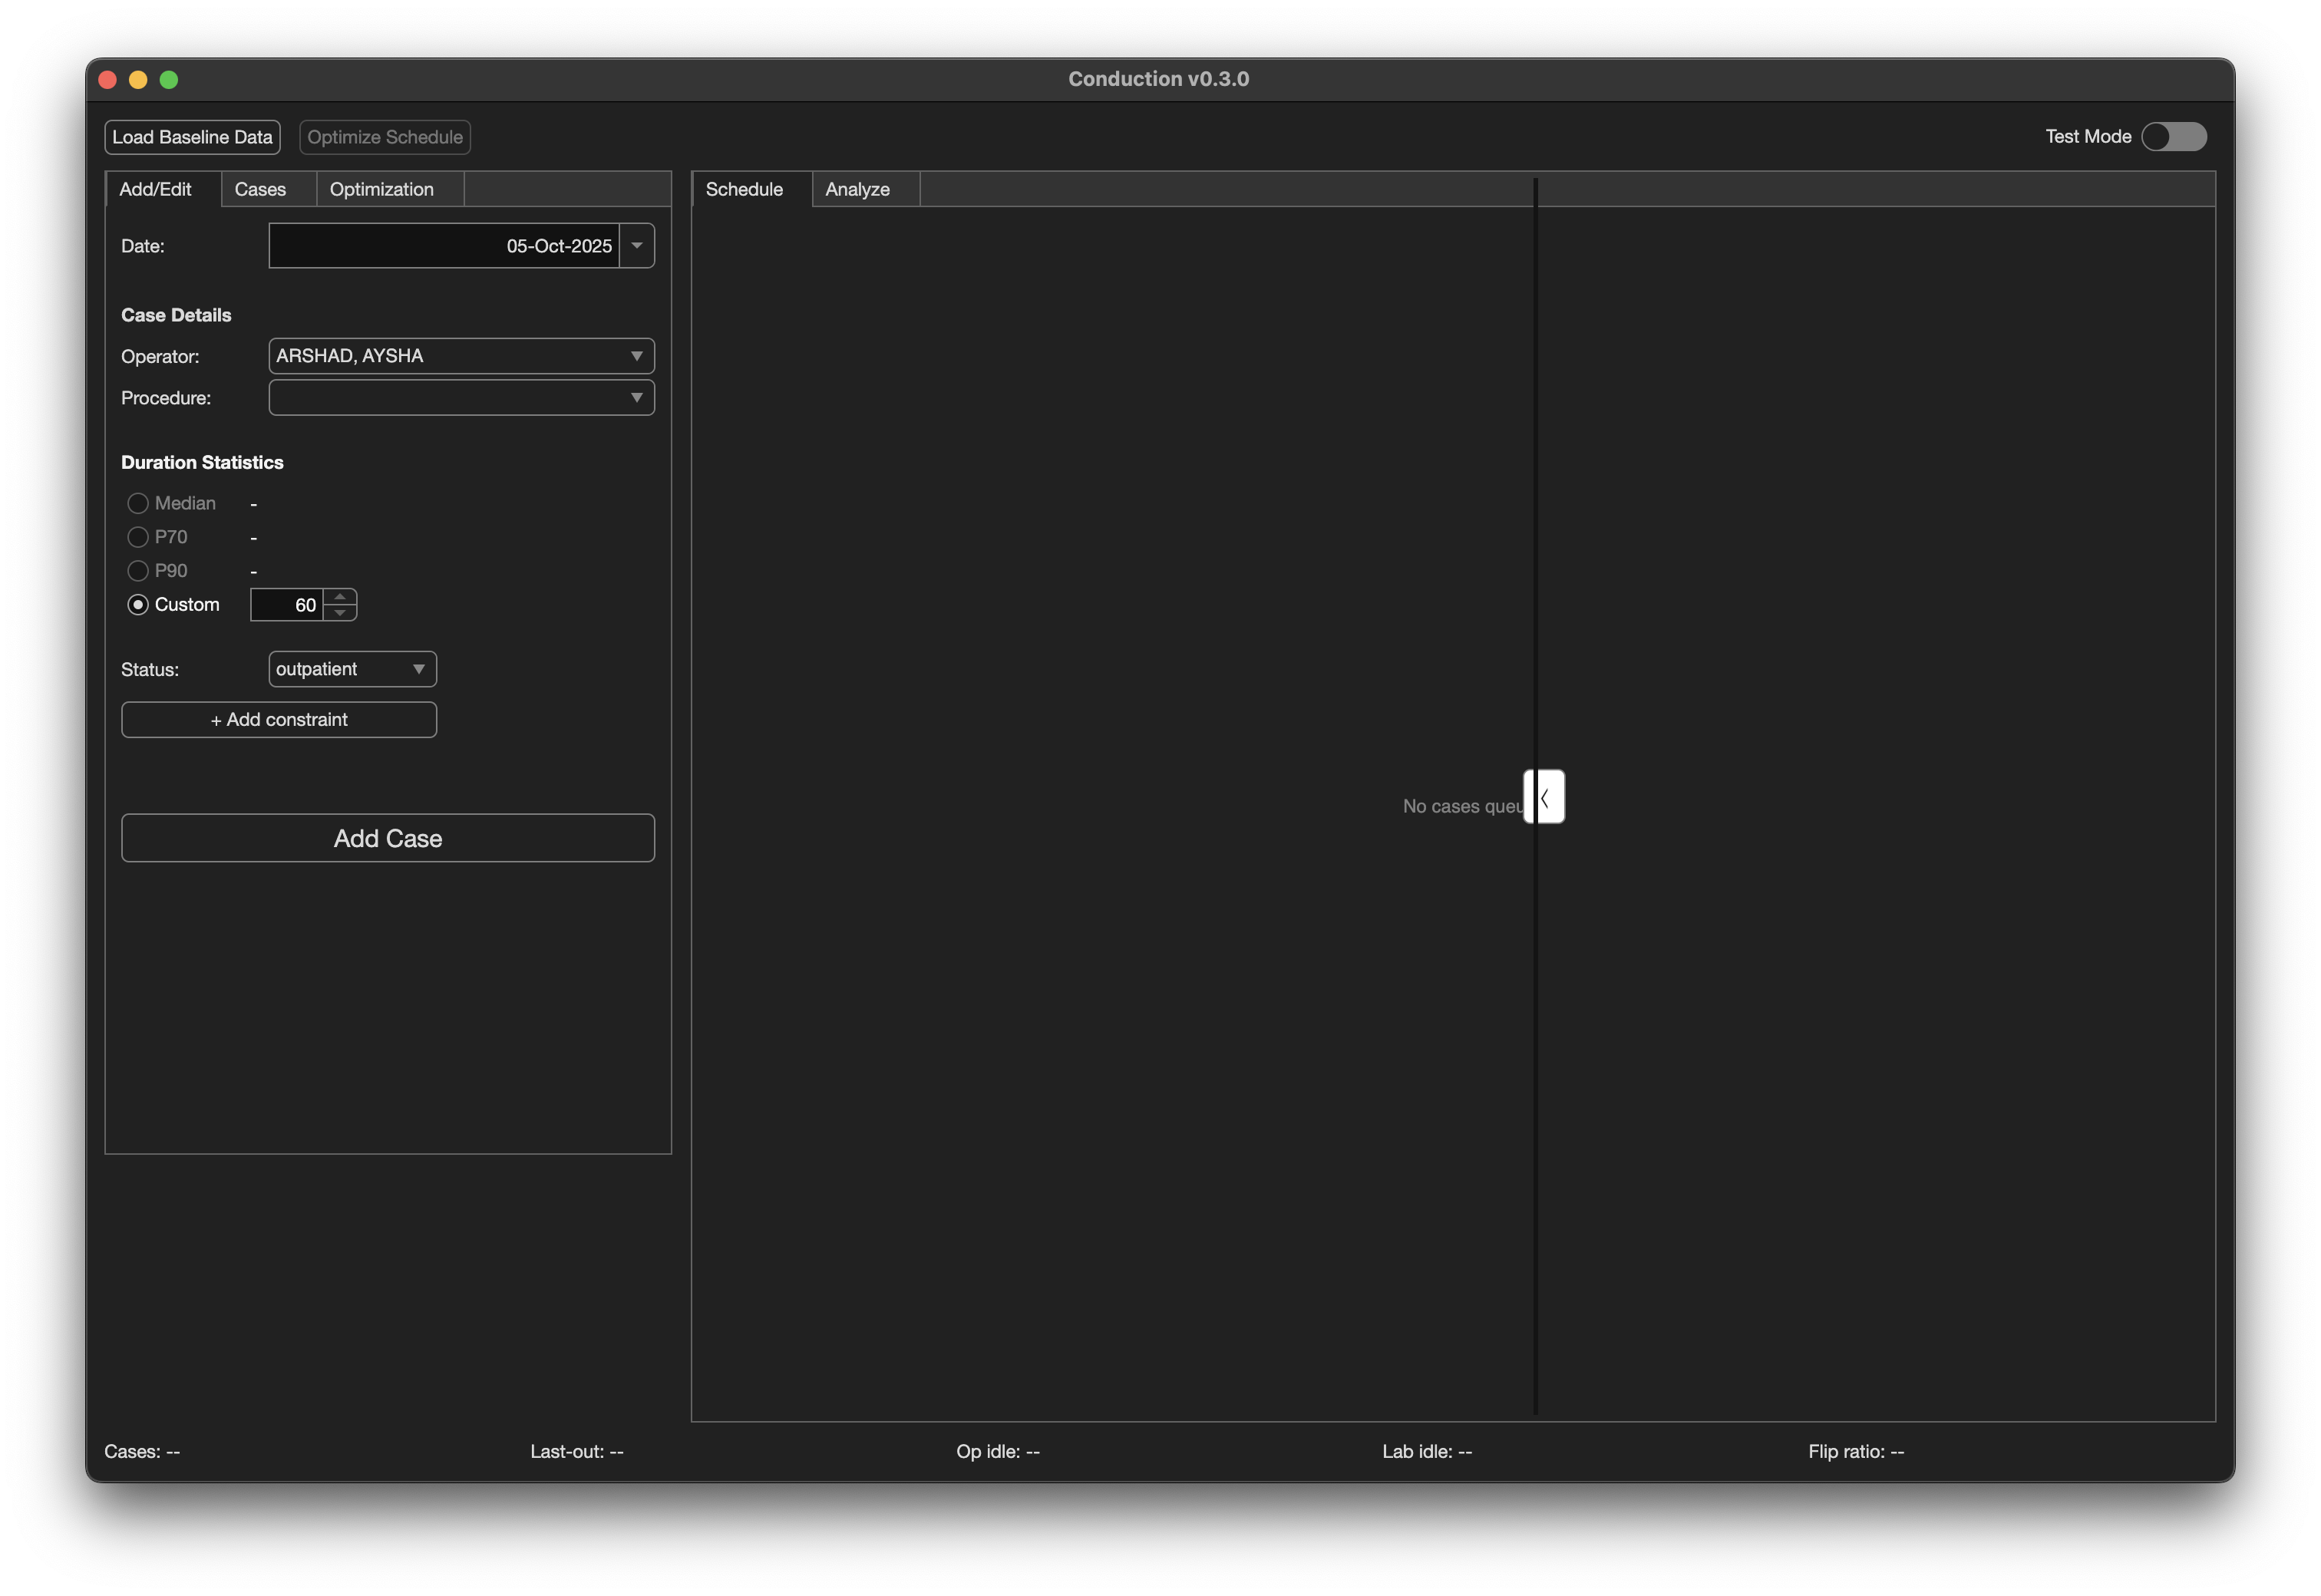 Conduction v0.3.0
Load Baseline Data
Optimize Schedule
Test Mode
Add/Edit
Cases
Optimization
Date:
05-Oct-2025
Case Details
Operator:
ARSHAD, AYSHA
Procedure:
Duration Statistics
Median -
P70 -
P90 -
Custom 60
Status:
outpatient
+ Add constraint
Add Case
Schedule
Analyze
No cases queu
Cases: --
Last-out: --
Op idle: --
Lab idle: --
Flip ratio: --